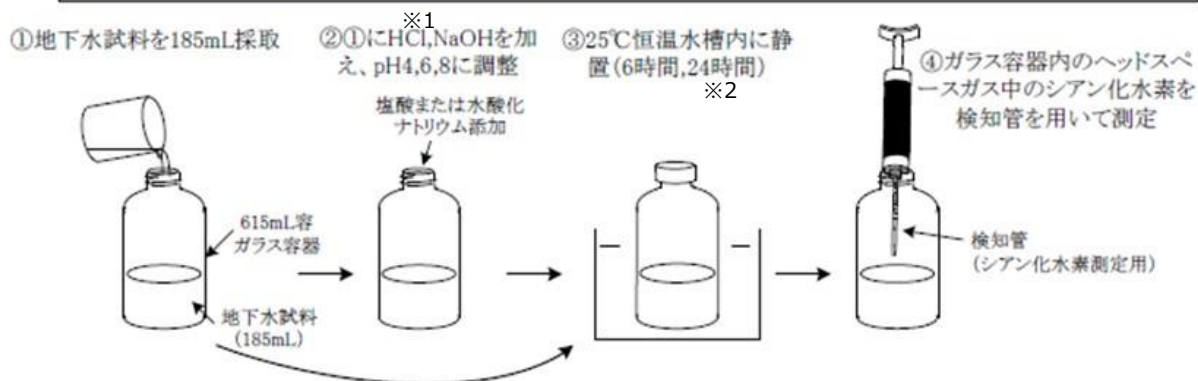 ①地下水試料を185mL採取
※1
②①にHCl,NaOHを加
え、pH4,6,8に調整
塩酸または水酸化
ナトリウム添加
③25℃恒温水槽内に静
置(6時間,24時間)
※2
④ガラス容器内のヘッドスペ
ースガス中のシアン化水素を
検知管を用いて測定
615mL容
ガラス容器
地下水試料
(185mL)
検知管
(シアン化水素測定用)